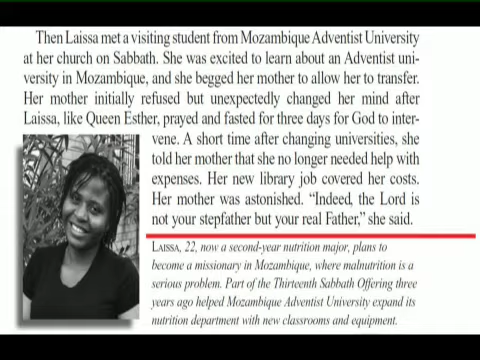 Then Laissa met a visiting student from Mozambique Adventist University
at her church on Sabbath. She was excited to learn about an Adventist uni-
versity in Mozambique, and she begged her mother to allow her to transfer.
Her mother initially refused but unexpectedly changed her mind after
Laissa, like Queen Esther, prayed and fasted for three days for God to inter-
vene. A short time after changing universities, she
told her mother that she no longer needed help with
expenses. Her new library job covered her costs.
Her mother was astonished. “Indeed, the Lord is
not your stepfather but your real Father,” she said.
LAISSA, 22, now a second-year nutrition major, plans to
become a missionary in Mozambique, where malnutrition is a
serious problem. Part of the Thirteenth Sabbath Offering three
years ago helped Mozambique Adventist University expand its
nutrition department with new classrooms and equipment.